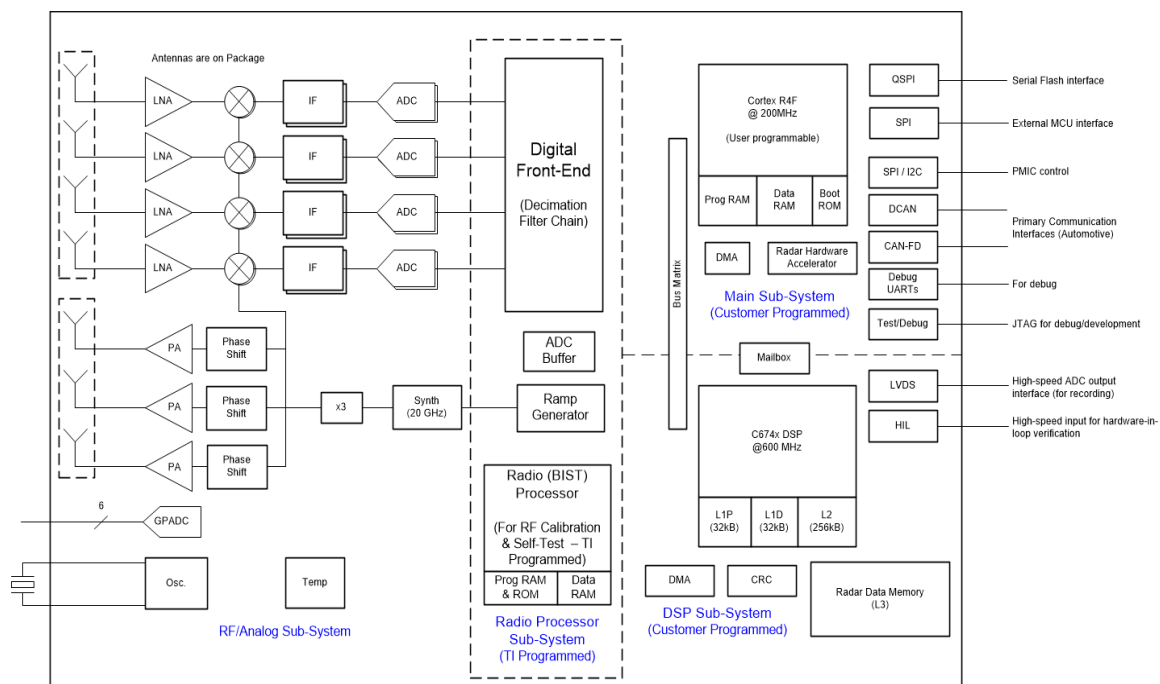 Antennas are on Package
LNA
IF
ADC
LNA
IF
ADC
LNA
IF
ADC
LNA
IF
ADC
PA
Phase
Shift
PA
Phase
Shift
PA
Phase
Shift
x3
Synth
(20 GHz)
6
GPADC
Osc.
Temp
RF/Analog Sub-System
Digital
Front-End
(Decimation
Filter Chain)
ADC
Buffer
Ramp
Generator
Radio (BIST)
Processor
(For RF Calibration
& Self-Test – TI
Programmed)
Prog RAM
& ROM
Data
RAM
Radio Processor
Sub-System
(TI Programmed)
Bus Matrix
Cortex R4F
@ 200MHz
(User programmable)
Prog RAM
Data
RAM
Boot
ROM
DMA
Radar Hardware
Accelerator
Main Sub-System
(Customer Programmed)
Mailbox
C674x DSP
@600 MHz
L1P
(32kB)
L1D
(32kB)
L2
(256kB)
DMA
CRC
DSP Sub-System
(Customer Programmed)
Radar Data Memory
(L3)
QSPI
Serial Flash interface
SPI
External MCU interface
SPI / I2C
PMIC control
DCAN
CAN-FD
Primary Communication
Interfaces (Automotive)
Debug
UARTs
For debug
Test/Debug
JTAG for debug/development
LVDS
High-speed ADC output
interface (for recording)
HIL
High-speed input for hardware-in-
loop verification